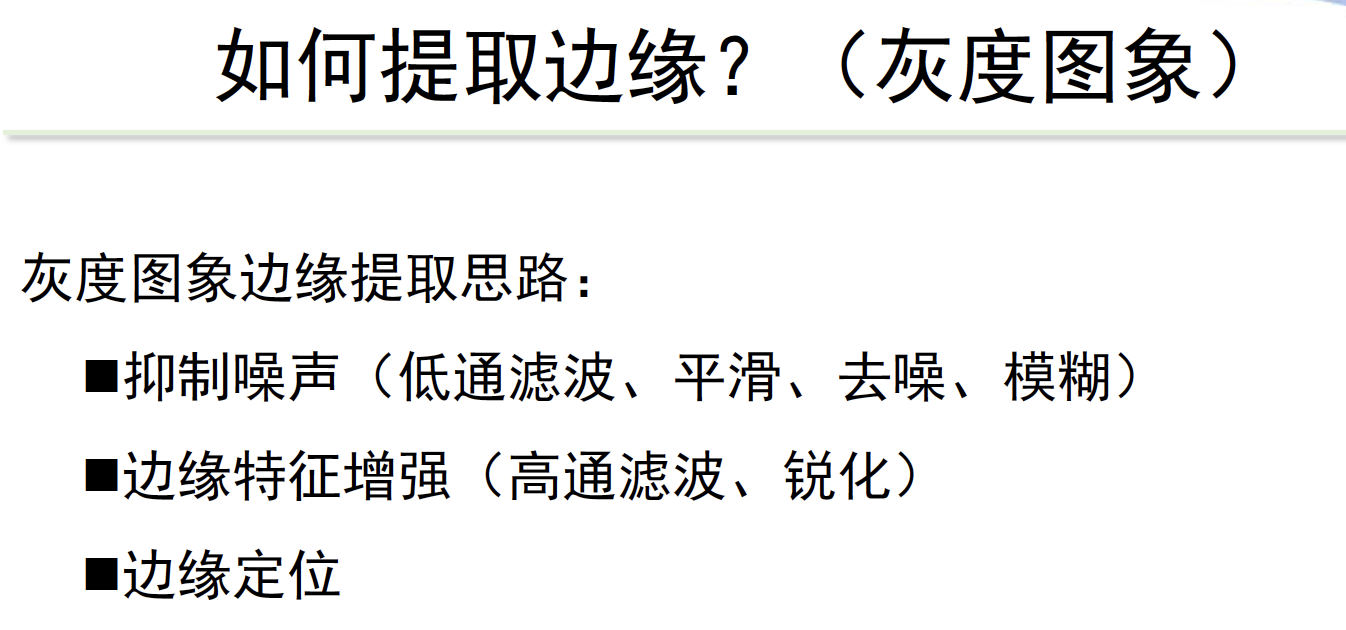 如何提取边缘？（灰度图象）
灰度图象边缘提取思路：
■抑制噪声（低通滤波、平滑、去噪、模糊）
■边缘特征增强（高通滤波、锐化）
■边缘定位